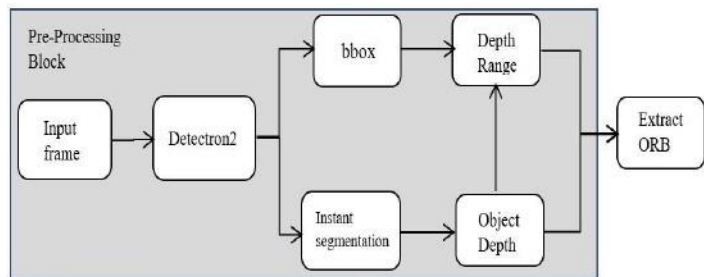 Pre-Processing
Block
Input
frame
Detectron2
bbox
Depth
Range
Instant
segmentation
Object
Depth
Extract
ORB